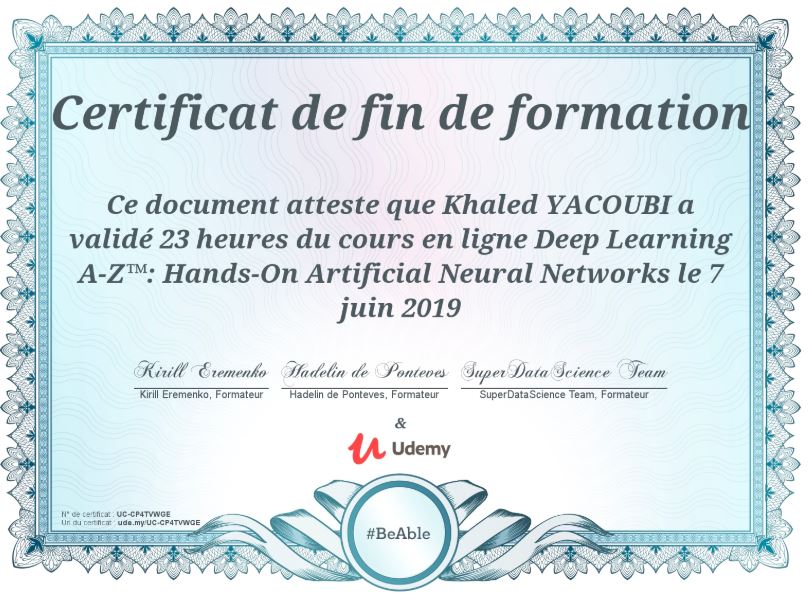 Certificat de fin de formation
Ce document atteste que Khaled YACOUBI a
validé 23 heures du cours en ligne Deep Learning
A-Z™: Hands-On Artificial Neural Networks le 7
juin 2019
Kirill Eremenko Hadelin de Ponteves SuperDataScience Team
Kirill Eremenko, Formateur Hadelin de Ponteves, Formateur SuperDataScience Team, Formateur
&
Udemy
N° de certificat : UC-CP4TVWGE
Url du certificat : ude.my/UC-CP4TVWGE
#BeAble